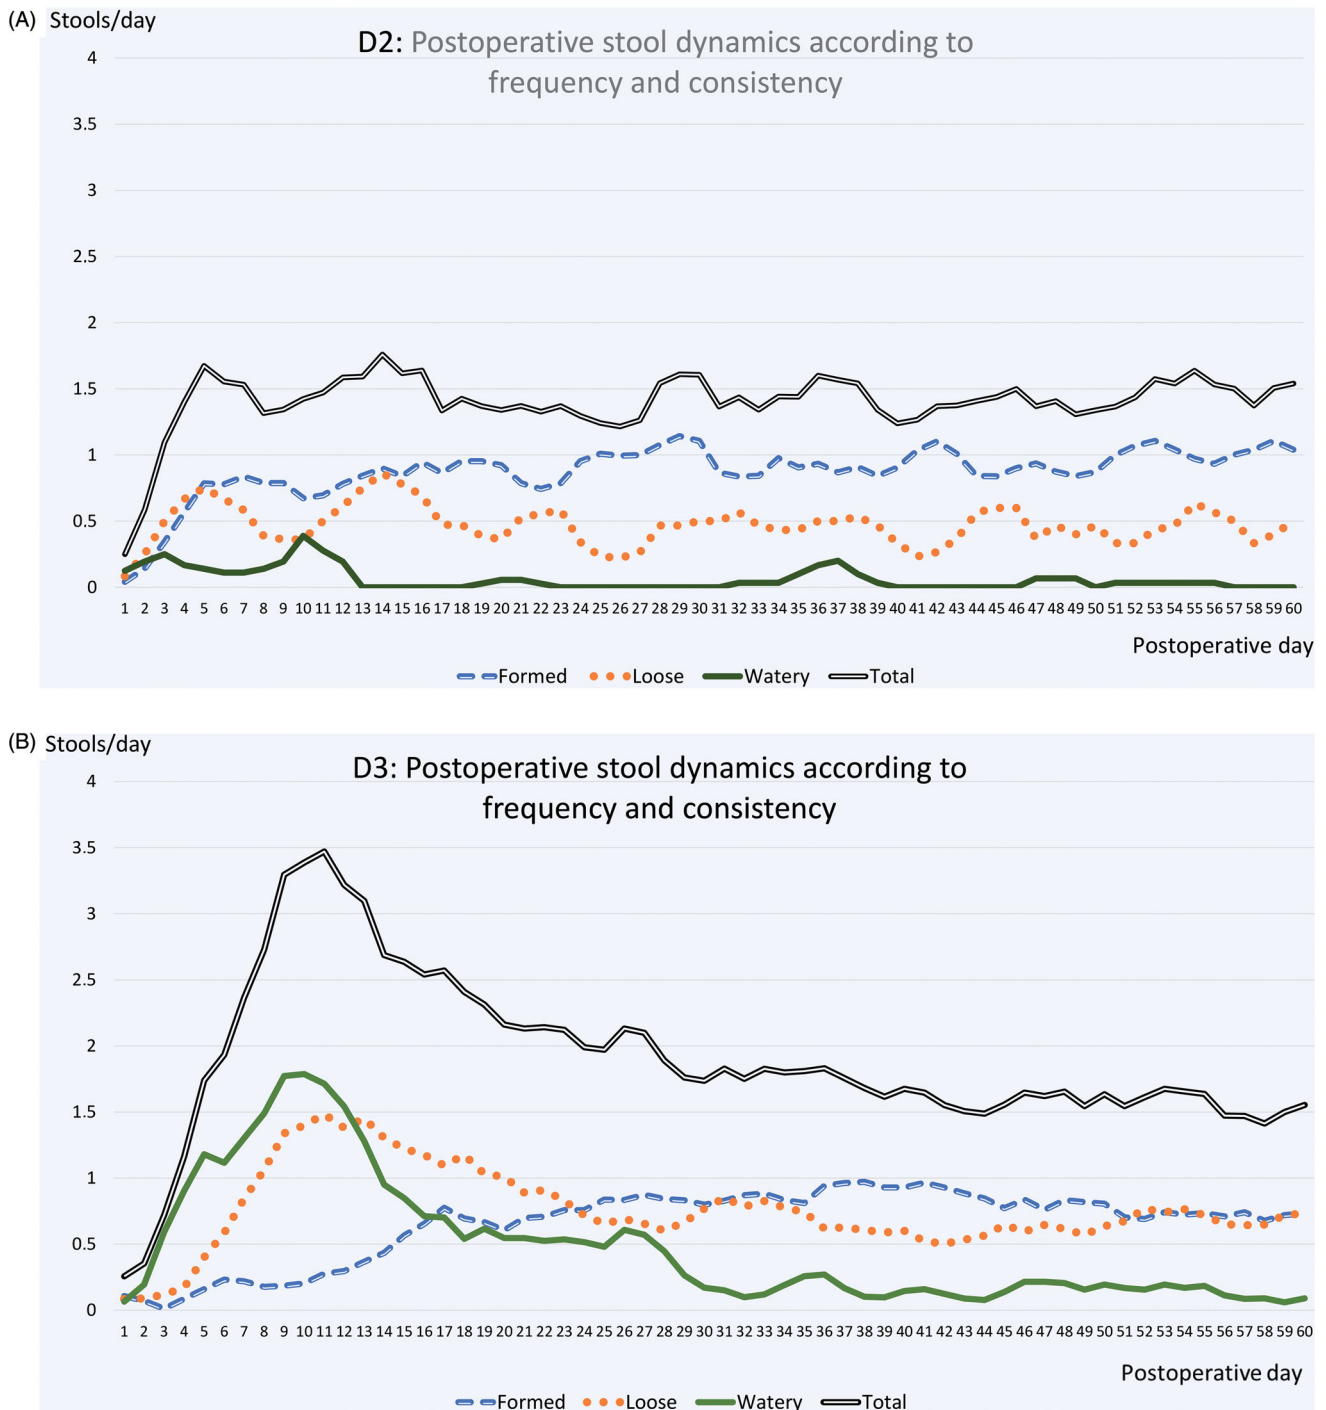 (A) Stools/day
D2: Postoperative stool dynamics according to
frequency and consistency
4
3.5
3
2.5
2
1.5
1
0.5
0
1 2 3 4 5 6 7 8 9 10 11 12 13 14 15 16 17 18 19 20 21 22 23 24 25 26 27 28 29 30 31 32 33 34 35 36 37 38 39 40 41 42 43 44 45 46 47 48 49 50 51 52 53 54 55 56 57 58 59 60
Postoperative day
Formed Loose Watery Total
(B) Stools/day
D3: Postoperative stool dynamics according to
frequency and consistency
4
3.5
3
2.5
2
1.5
1
0.5
0
1 2 3 4 5 6 7 8 9 10 11 12 13 14 15 16 17 18 19 20 21 22 23 24 25 26 27 28 29 30 31 32 33 34 35 36 37 38 39 40 41 42 43 44 45 46 47 48 49 50 51 52 53 54 55 56 57 58 59 60
Postoperative day
Formed Loose Watery Total